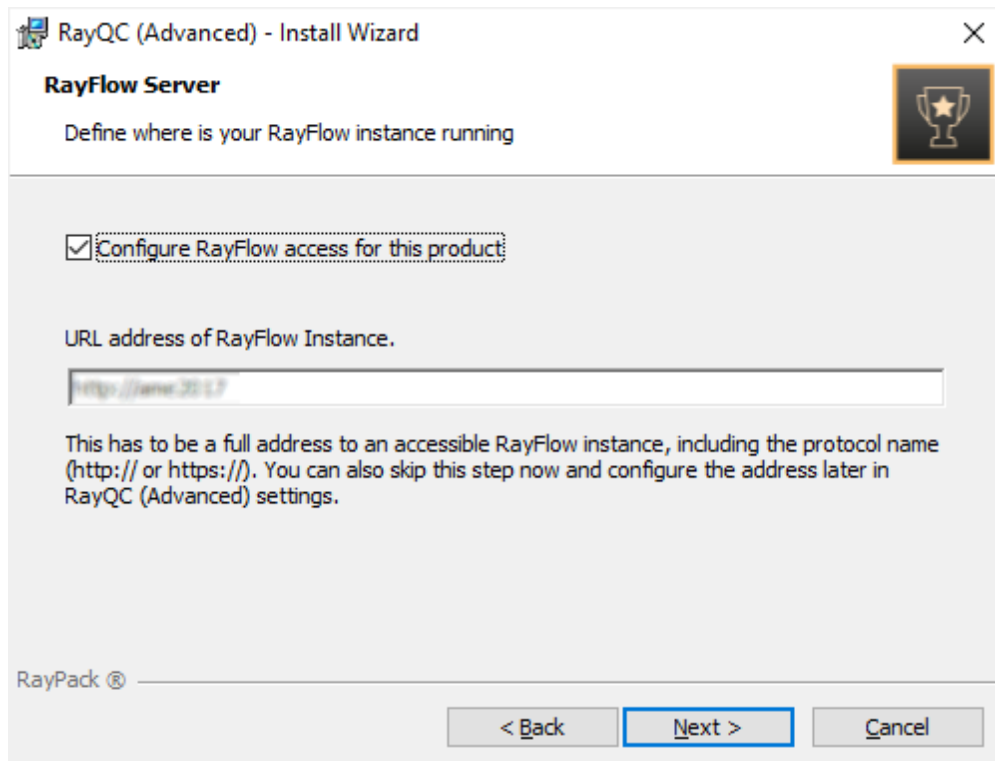 RayQC (Advanced) - Install Wizard
RayFlow Server
Define where is your RayFlow instance running
Configure RayFlow access for this product
URL address of RayFlow Instance.
This has to be a full address to an accessible RayFlow instance, including the protocol name
(http:// or https://). You can also skip this step now and configure the address later in
RayQC (Advanced) settings.
RayPack ®
< Back Next > Cancel